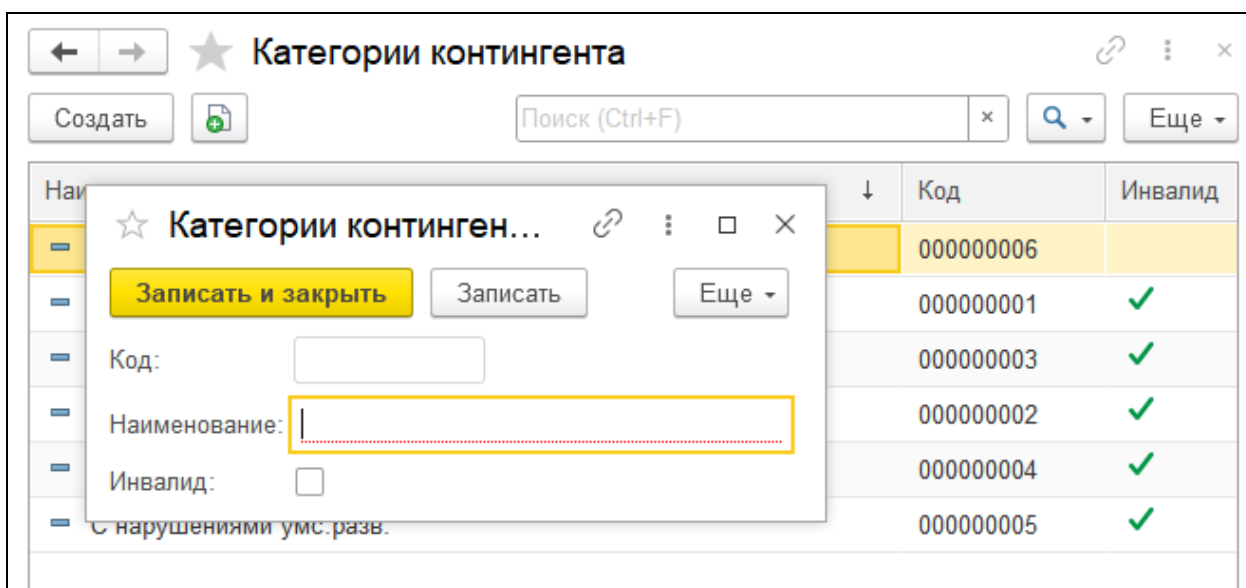 Категории контингента
Создать
Поиск (Ctrl+F)
Еще
Код Инвалид
Категории континген...
Записать и закрыть Записать Еще
Код:
Наименование:
Инвалид:
000000006
000000001
000000003
000000002
000000004
С нарушениями умс.разв. 000000005